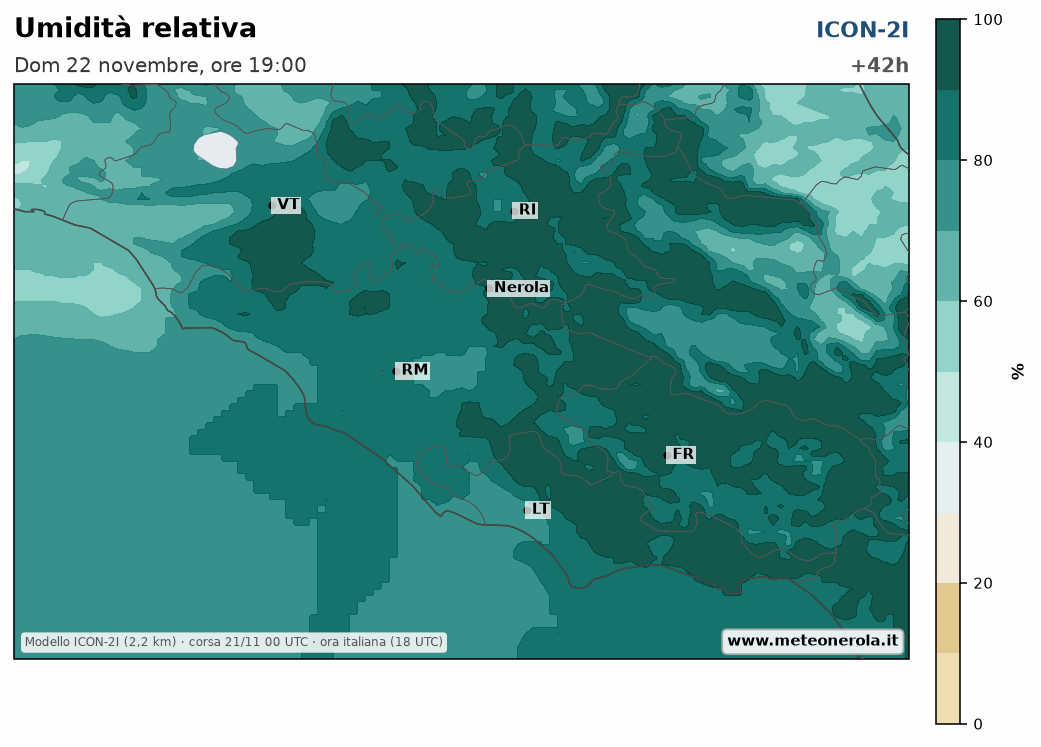 Umidità relativa
ICON-2I
Dom 22 novembre, ore 19:00
+42h
100
80
60
40
20
0
%
VT
RI
Nerola
RM
FR
LT
Modello ICON-2I (2,2 km) · corsa 21/11 00 UTC · ora italiana (18 UTC)
www.meteonerola.it